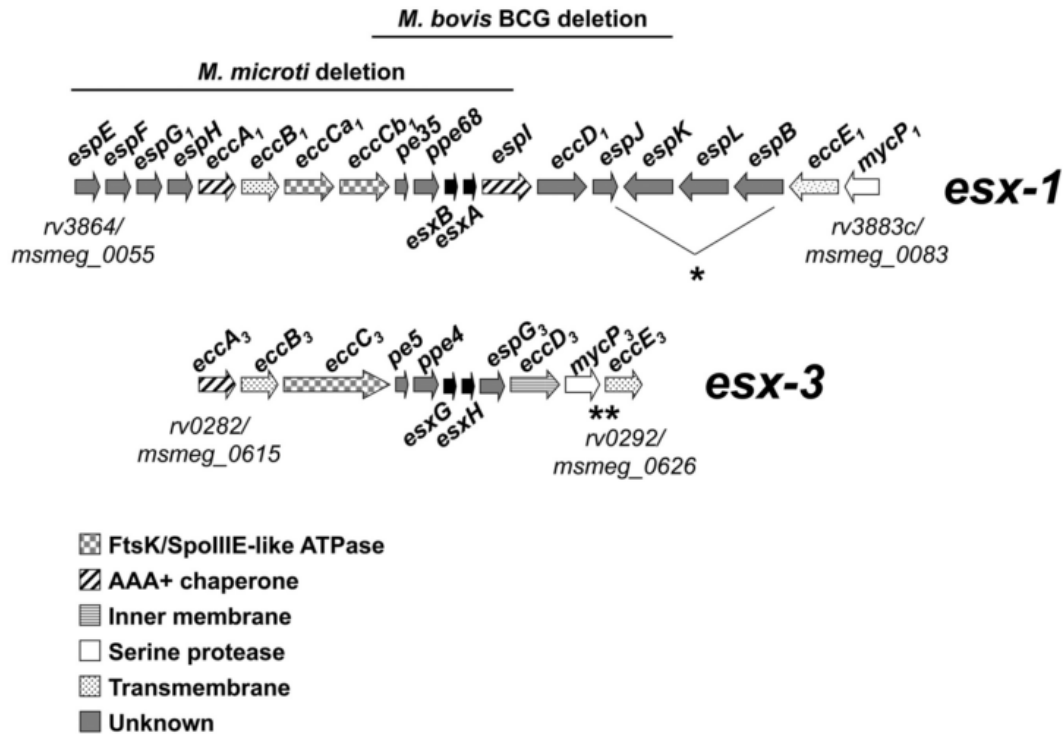 M. bovis BCG deletion
M. microti deletion
espE espF espG1 espH eccA1 eccB1 eccCa1 eccCb1 pe35 ppe68 espI eccD1 espJ espK espL espB eccE1 mycP1
esxB esxA
esx-1
rv3864/
msmeg_0055
*
rv3883c/
msmeg_0083
eccA3 eccB3 eccC3 pe5 ppe4 espG3 eccD3 mycP3 eccE3
esxG esxH
esx-3
**
rv0282/
msmeg_0615
rv0292/
msmeg_0626
FtsK/SpoIIIE-like ATPase
AAA+ chaperone
Inner membrane
Serine protease
Transmembrane
Unknown